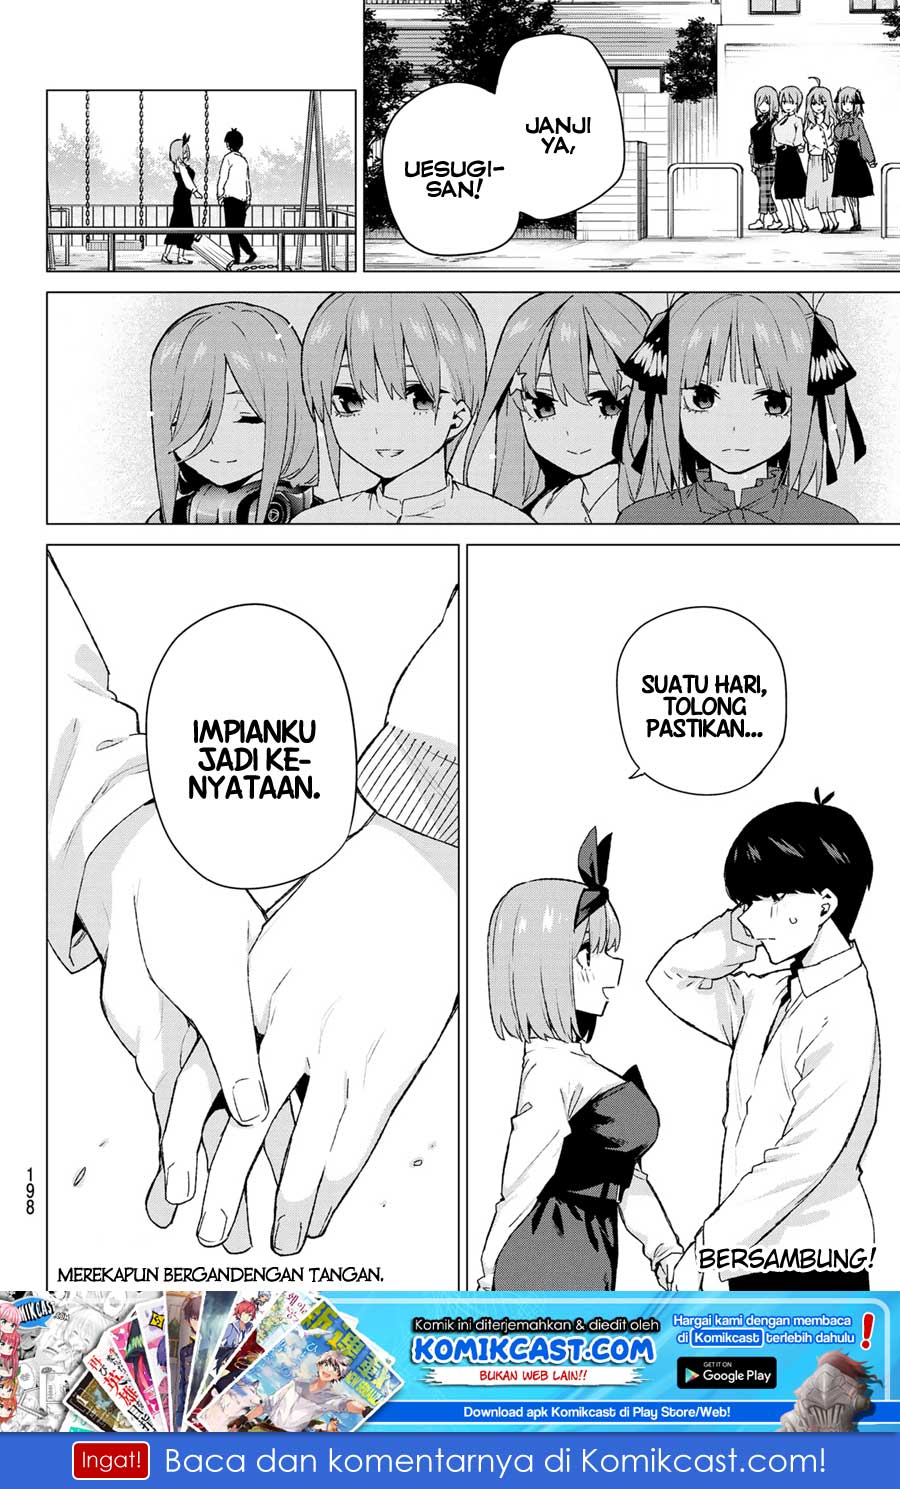 JANJI
YA,
UESUGI-
SAN!
SUATU HARI,
TOLONG
PASTIKAN...
IMPIANKU
JADI KE-
NYATAAN.
198
MEREKAPUN BERGANDENGAN TANGAN.
BERSAMBUNG!
Komik ini diterjemahkan & diedit oleh
KOMIKCAST.COM
BUKAN WEB LAIN!!
Hargai kami dengan membaca
di Komikcast terlebih dahulu
!
GET IT ON
Google Play
Download apk Komikcast di Play Store/Web!
Ingat! Baca dan komentarnya di Komikcast.com!